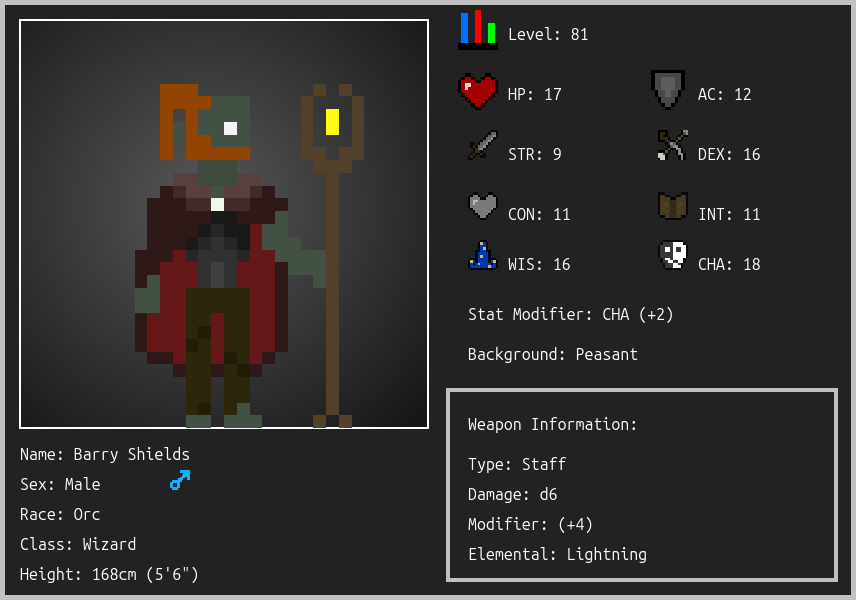 Level: 81
HP: 17
AC: 12
STR: 9
DEX: 16
CON: 11
INT: 11
WIS: 16
CHA: 18
Stat Modifier: CHA (+2)
Background: Peasant
Weapon Information:
Type: Staff
Damage: d6
Modifier: (+4)
Elemental: Lightning
Name: Barry Shields
Sex: Male
Race: Orc
Class: Wizard
Height: 168cm (5'6")